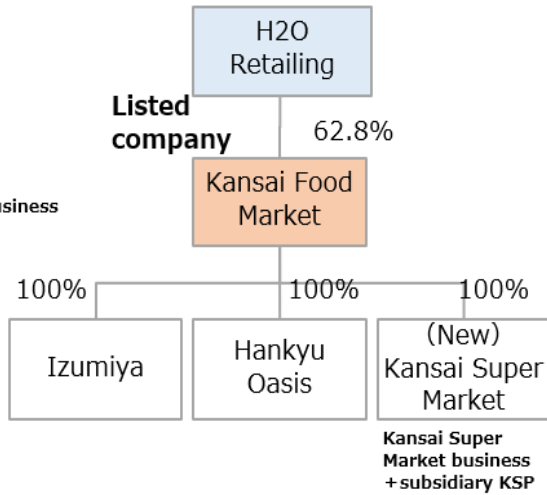 H2O
Retailing
Listed
company
62.8%
Kansai Food
Market
100%
100%
100%
Izumiya
Hankyu
Oasis
(New)
Kansai Super
Market
Kansai Super
Market business
+subsidiary KSP